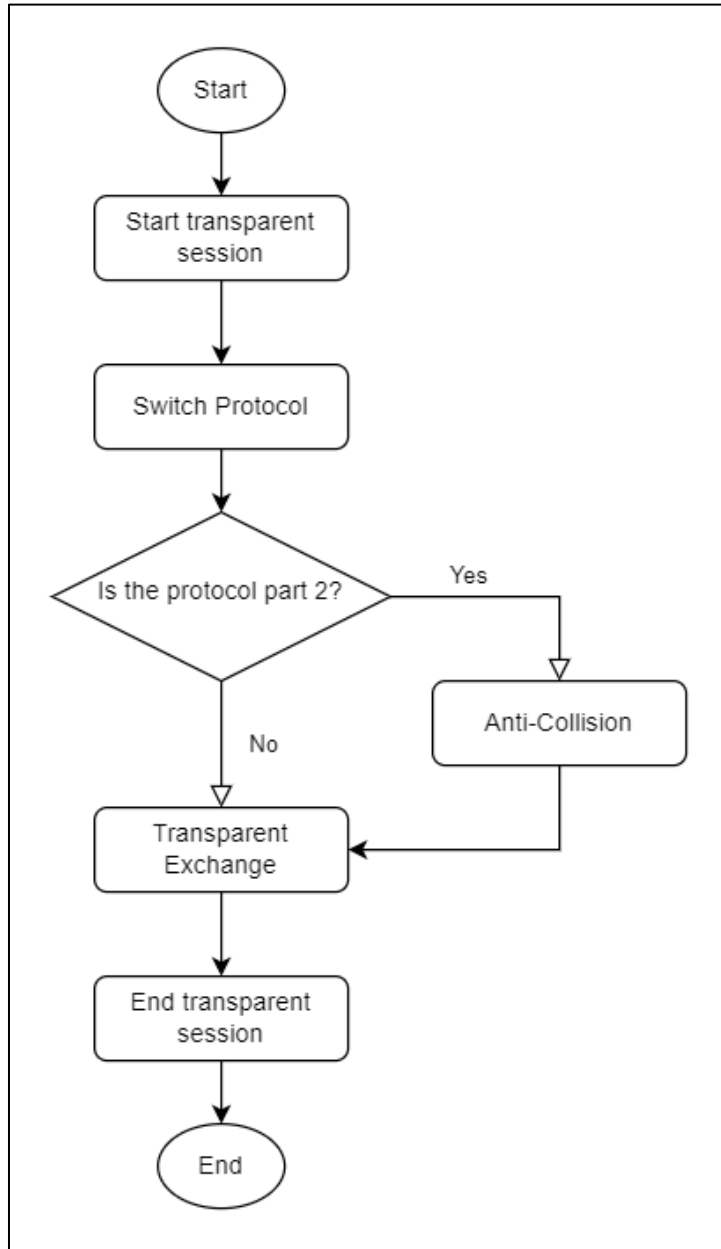 Start
Start transparent
session
Switch Protocol
Is the protocol part 2?
Yes
No
Anti-Collision
Transparent
Exchange
End transparent
session
End